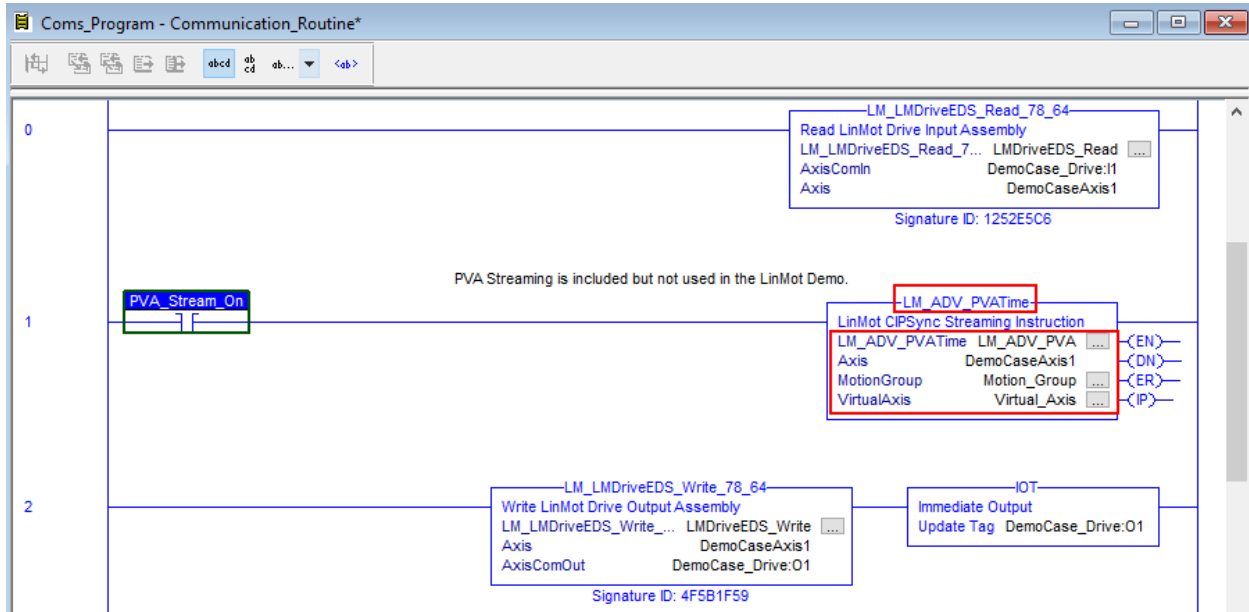 Coms_Program - Communication_Routine*
abcd
ab
cd
ab...
<ab>
0
LM_LMDriveEDS_Read_78_64
Read LinMot Drive Input Assembly
LM_LMDriveEDS_Read_7... LMDriveEDS_Read ...
AxisComIn DemoCase_Drive:I1
Axis DemoCaseAxis1
Signature ID: 1252E5C6
PVA Streaming is included but not used in the LinMot Demo.
1
PVA_Stream_On
LM_ADV_PVATime
LinMot CIPSync Streaming Instruction
LM_ADV_PVATime LM_ADV_PVA ... (EN)
Axis DemoCaseAxis1 (DN)
MotionGroup Motion_Group ... (ER)
VirtualAxis Virtual_Axis ... (IP)
2
LM_LMDriveEDS_Write_78_64
Write LinMot Drive Output Assembly
LM_LMDriveEDS_Write_... LMDriveEDS_Write ...
Axis DemoCaseAxis1
AxisComOut DemoCase_Drive:O1
Signature ID: 4F5B1F59
IOT
Immediate Output
Update Tag DemoCase_Drive:O1